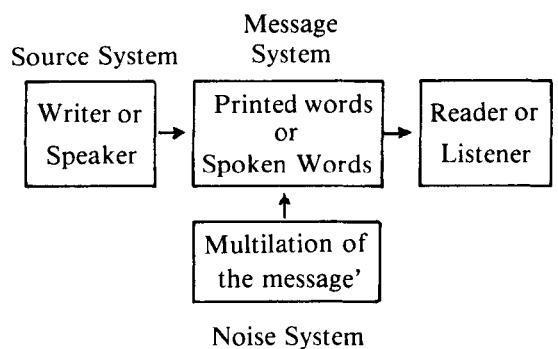 Message
System
Source System
Writer or
Speaker
Printed words
or
Spoken Words
Reader or
Listener
Multilation of
the message'
Noise System